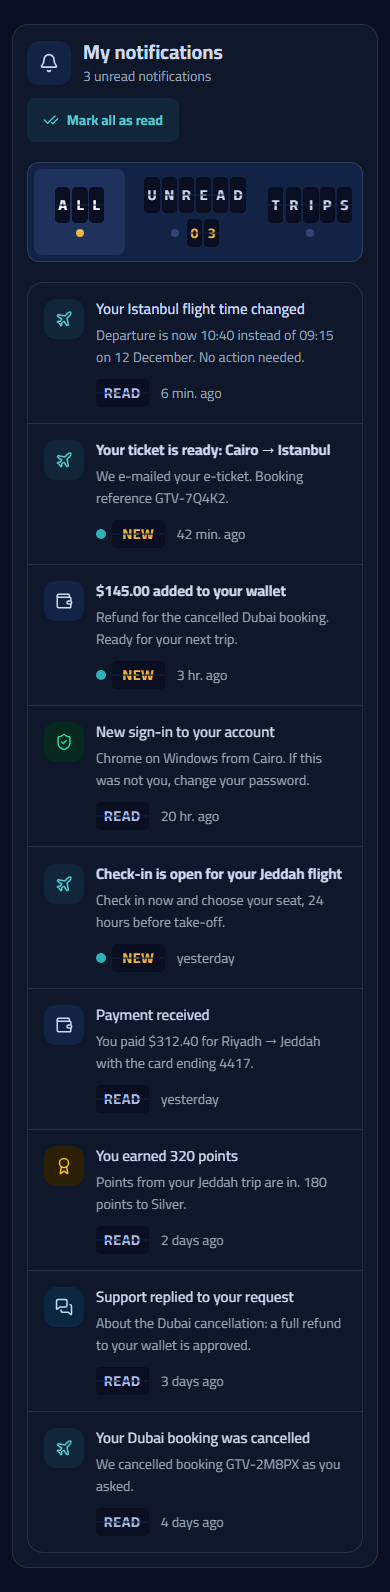 My notifications
3 unread notifications
Mark all as read
ALL
UNREAD
03
TRIPS
Your Istanbul flight time changed
Departure is now 10:40 instead of 09:15
on 12 December. No action needed.
READ 6 min. ago
Your ticket is ready: Cairo → Istanbul
We e-mailed your e-ticket. Booking
reference GTV-7Q4K2.
NEW 42 min. ago
$145.00 added to your wallet
Refund for the cancelled Dubai booking.
Ready for your next trip.
NEW 3 hr. ago
New sign-in to your account
Chrome on Windows from Cairo. If this
was not you, change your password.
READ 20 hr. ago
Check-in is open for your Jeddah flight
Check in now and choose your seat, 24
hours before take-off.
NEW yesterday
Payment received
You paid $312.40 for Riyadh → Jeddah
with the card ending 4417.
READ yesterday
You earned 320 points
Points from your Jeddah trip are in. 180
points to Silver.
READ 2 days ago
Support replied to your request
About the Dubai cancellation: a full refund
to your wallet is approved.
READ 3 days ago
Your Dubai booking was cancelled
We cancelled booking GTV-2M8PX as you
asked.
READ 4 days ago